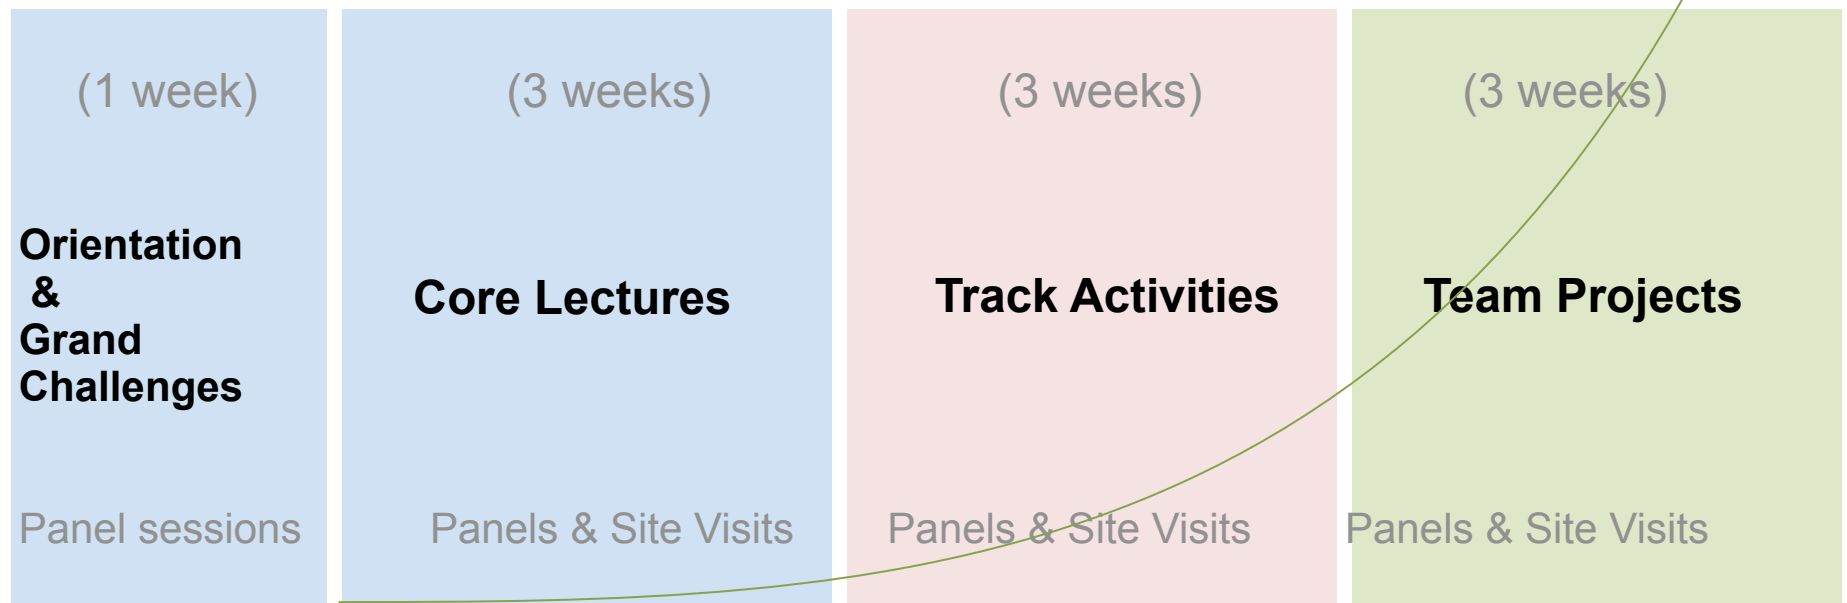 (1 week)
Orientation
&
Grand
Challenges
Panel sessions
(3 weeks)
Core Lectures
Panels & Site Visits
(3 weeks)
Track Activities
Panels & Site Visits
(3 weeks)
Team Projects
Panels & Site Visits